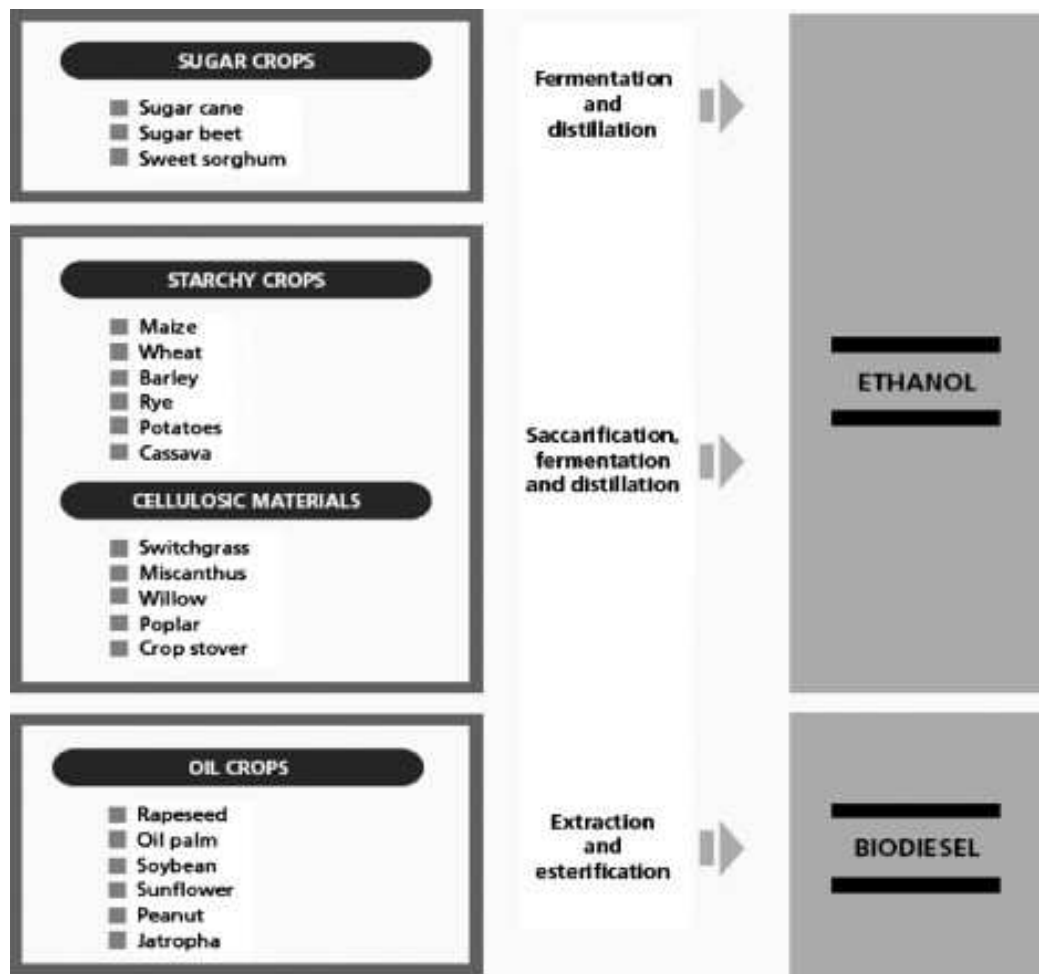 SUGAR CROPS
Sugar cane
Sugar beet
Sweet sorghum
Fermentation
and
distillation
STARCHY CROPS
Maize
Wheat
Barley
Rye
Potatoes
Cassava
CELLULOSIC MATERIALS
Switchgrass
Miscanthus
Willow
Poplar
Crop stover
Saccarification,
fermentation
and distillation
ETHANOL
OIL CROPS
Rapeseed
Oil palm
Soybean
Sunflower
Peanut
Jatropha
Extraction
and
esterification
BIODIESEL